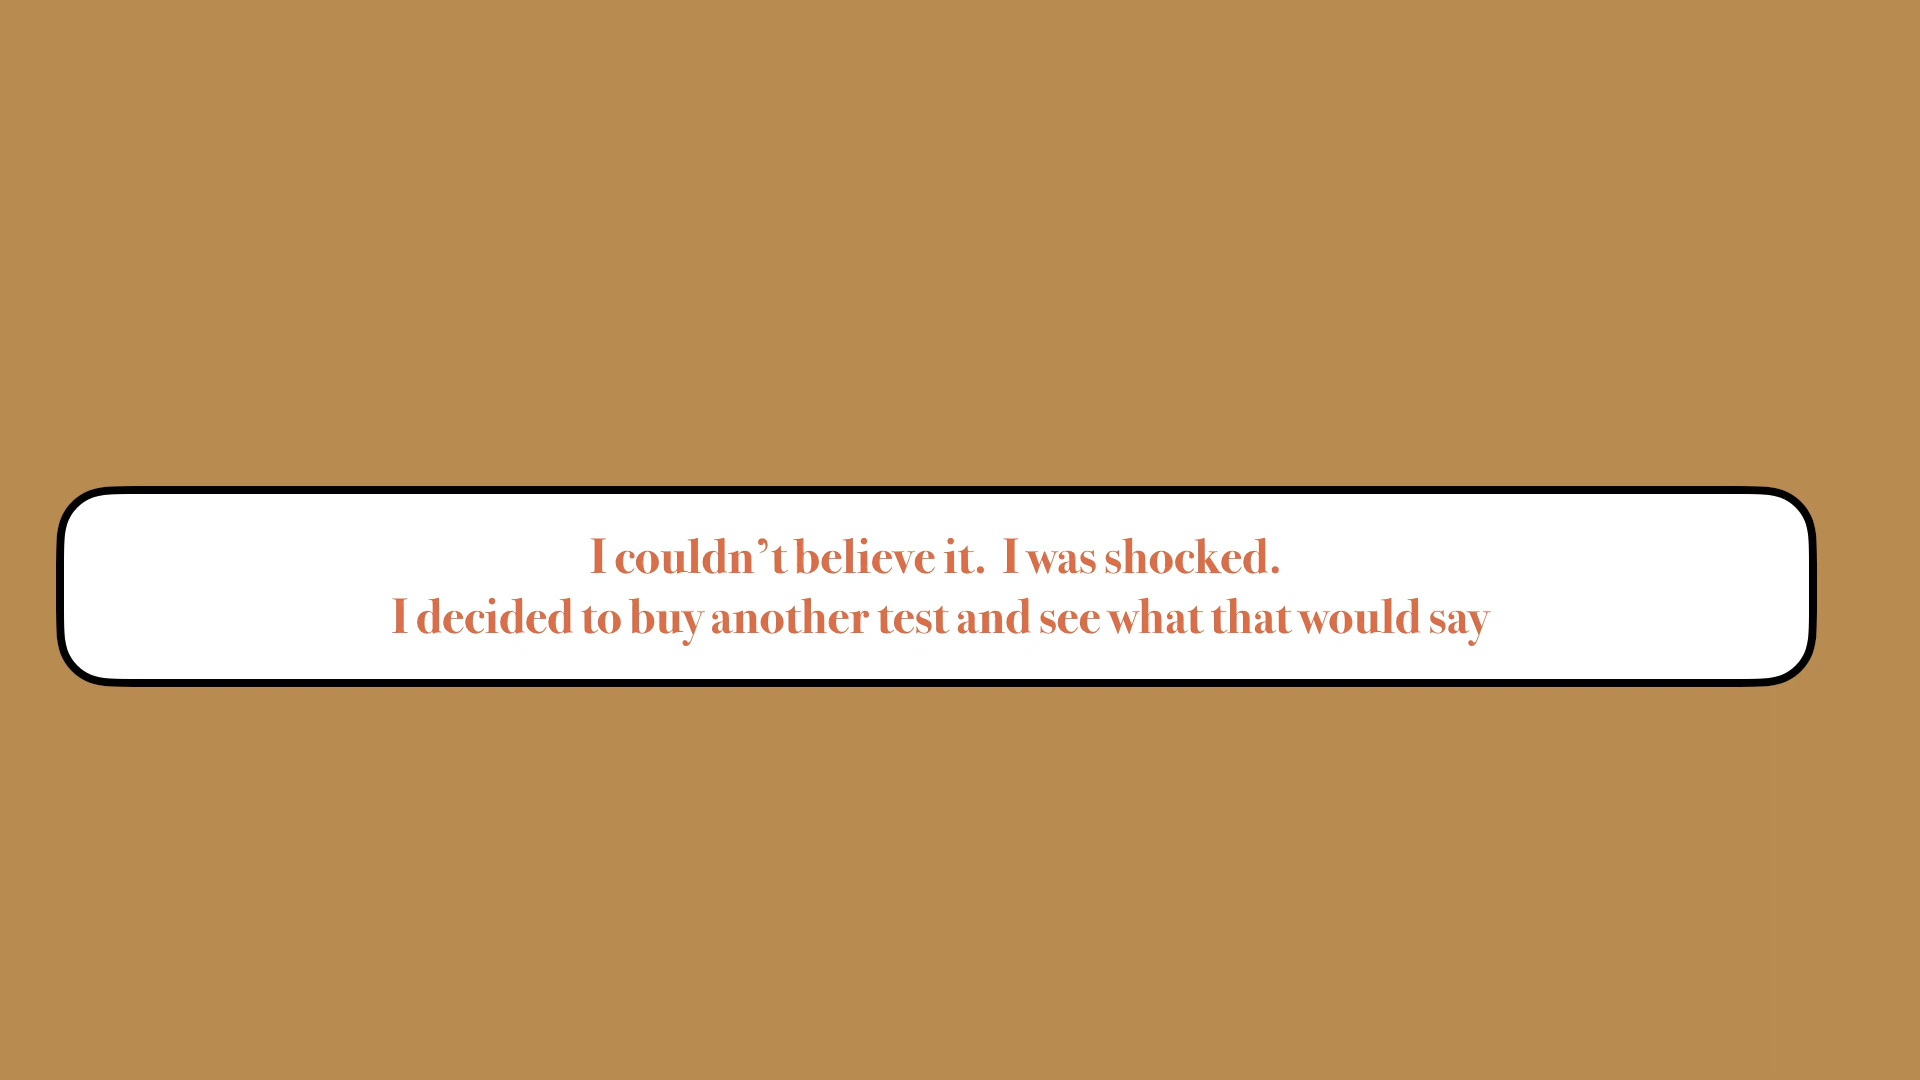 I couldn’t believe it.  I was shocked.
I decided to buy another test and see what that would say